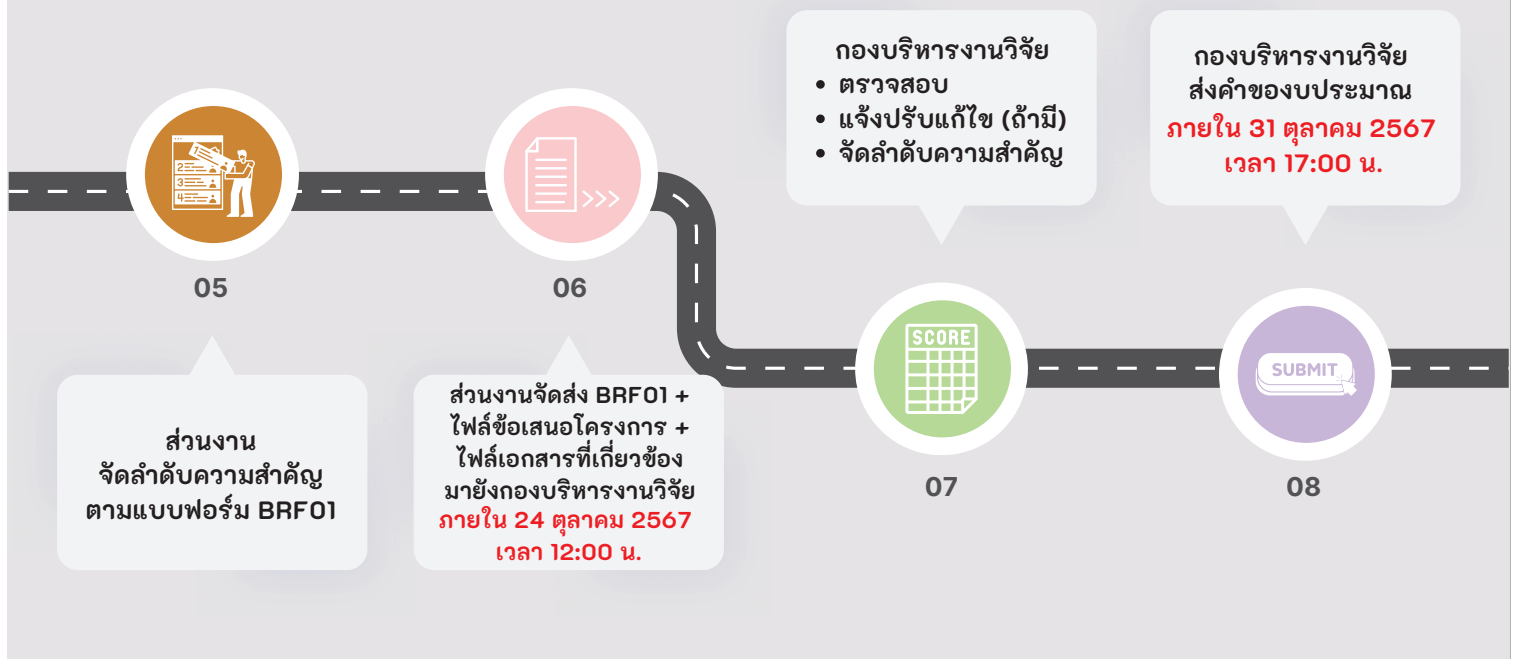 05
ส่วนงาน
จัดลำดับความสำคัญ
ตามแบบฟอร์ม BRF01
06
ส่วนงานจัดส่ง BRF01 +
ไฟล์ข้อเสนอโครงการ +
ไฟล์เอกสารที่เกี่ยวข้อง
มายังกองบริหารงานวิจัย
ภายใน 24 ตุลาคม 2567
เวลา 12:00 น.
กองบริหารงานวิจัย
• ตรวจสอบ
• แจ้งปรับแก้ไข (ถ้ามี)
• จัดลำดับความสำคัญ
SCORE
07
กองบริหารงานวิจัย
ส่งคำของบประมาณ
ภายใน 31 ตุลาคม 2567
เวลา 17:00 น.
SUBMIT
08